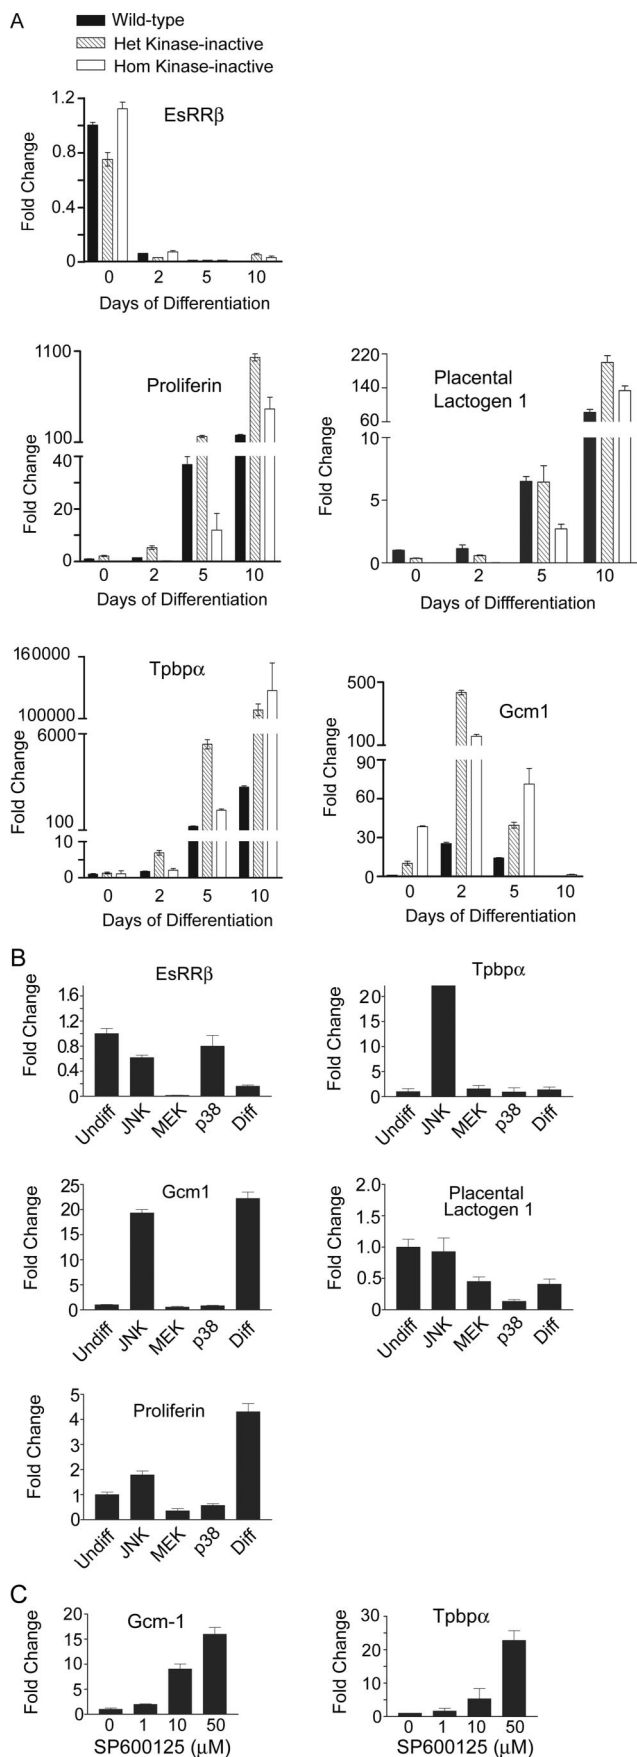 A
Wild-type
Het Kinase-inactive
Hom Kinase-inactive
EsRRβ
Fold Change
1.2
0.8
0.4
0
0 2 5 10
Days of Differentiation
Proliferin
Fold Change
1100
100
40
20
0
0 2 5 10
Days of Differentiation
Placental
Lactogen 1
Fold Change
220
140
60
10
5
0
0 2 5 10
Days of Diffferentiation
Tpbpα
Fold Change
160000
100000
6000
100
10
0
0 2 5 10
Days of Differentiation
Gcm1
Fold Change
500
100
90
60
30
0
0 2 5 10
Days of Differentiation
B
EsRRβ
Fold Change
1.6
1.2
0.8
0.4
0
Undiff JNK MEK p38 Diff
Tpbpα
Fold Change
20
15
10
5
0
Undiff JNK MEK p38 Diff
Gcm1
Fold Change
25
20
15
10
5
0
Undiff JNK MEK p38 Diff
Placental
Lactogen 1
Fold Change
2.0
1.5
1.0
0.5
0
Undiff JNK MEK p38 Diff
Proliferin
Fold Change
5
4
3
2
1
0
Undiff JNK MEK p38 Diff
C
Gcm-1
Fold Change
20
15
10
5
0
0 1 10 50
SP600125 (μM)
Tpbpα
Fold Change
30
20
10
0
0 1 10 50
SP600125 (μM)